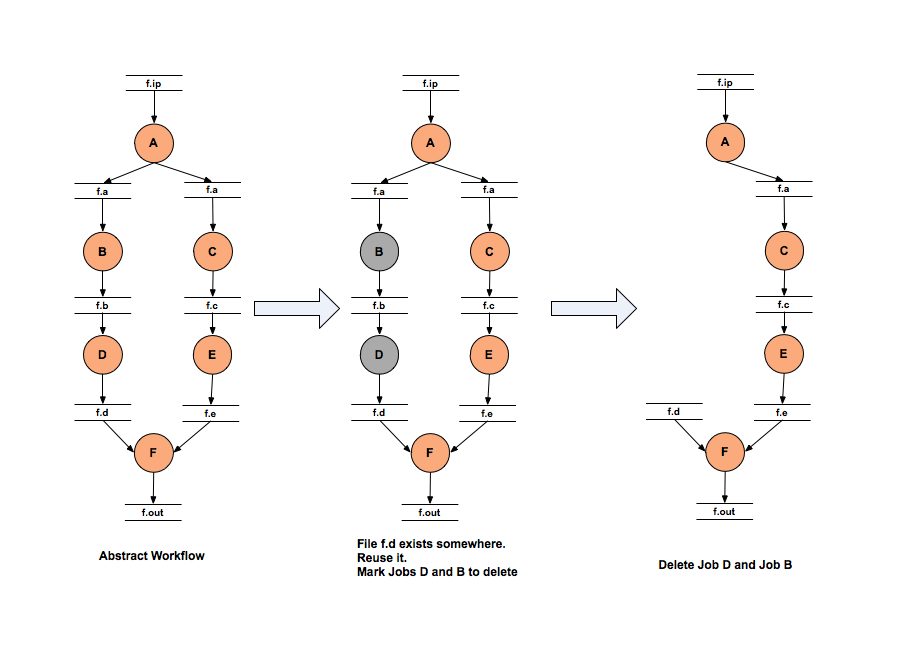 f.ip
A
f.a
f.a
B
C
f.b
f.c
D
E
f.d
f.e
F
f.out
Abstract Workflow
f.ip
A
f.a
f.a
B
C
f.b
f.c
D
E
f.d
f.e
F
f.out
File f.d exists somewhere.
Reuse it.
Mark Jobs D and B to delete
f.ip
A
f.a
C
f.c
E
f.d
f.e
F
f.out
Delete Job D and Job B